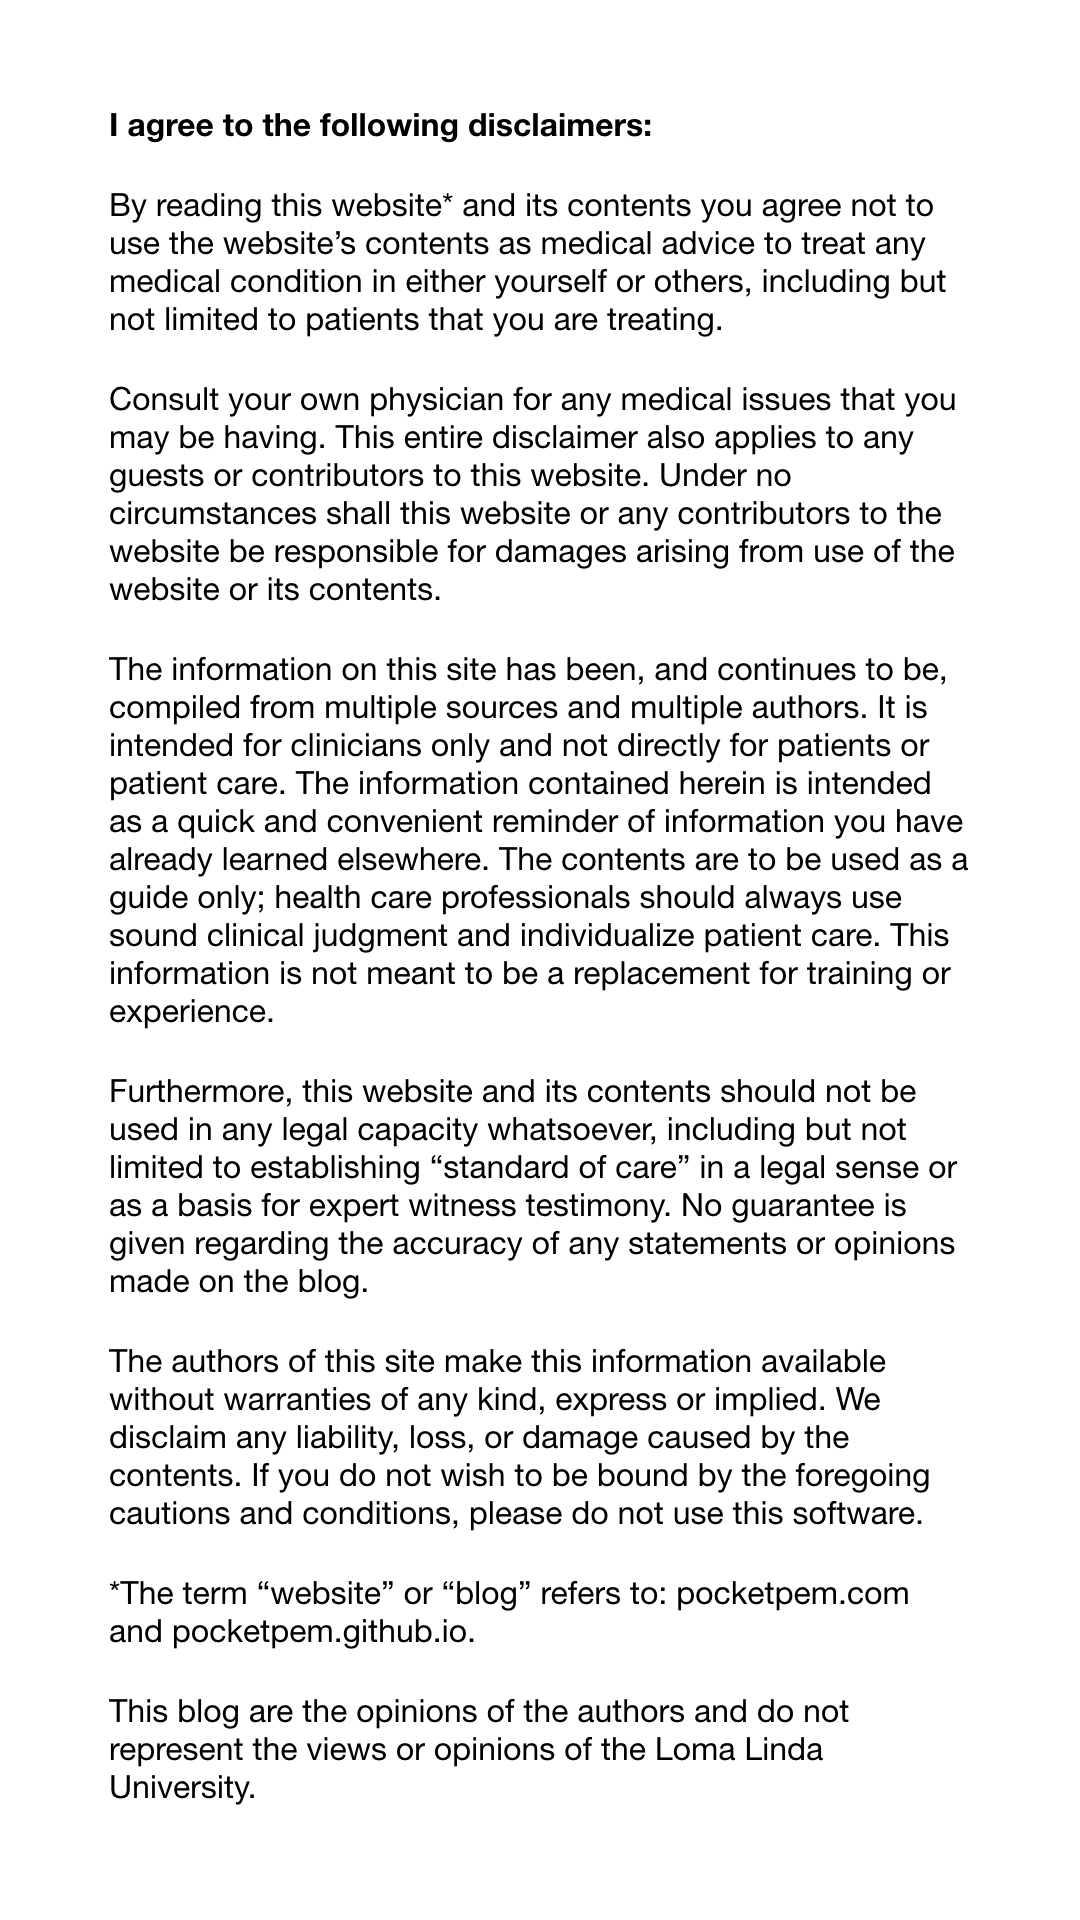 I agree to the following disclaimers:
By reading this website* and its contents you agree not to
use the website’s contents as medical advice to treat any
medical condition in either yourself or others, including but
not limited to patients that you are treating.
Consult your own physician for any medical issues that you
may be having. This entire disclaimer also applies to any
guests or contributors to this website. Under no
circumstances shall this website or any contributors to the
website be responsible for damages arising from use of the
website or its contents.
The information on this site has been, and continues to be,
compiled from multiple sources and multiple authors. It is
intended for clinicians only and not directly for patients or
patient care. The information contained herein is intended
as a quick and convenient reminder of information you have
already learned elsewhere. The contents are to be used as a
guide only; health care professionals should always use
sound clinical judgment and individualize patient care. This
information is not meant to be a replacement for training or
experience.
Furthermore, this website and its contents should not be
used in any legal capacity whatsoever, including but not
limited to establishing “standard of care” in a legal sense or
as a basis for expert witness testimony. No guarantee is
given regarding the accuracy of any statements or opinions
made on the blog.
The authors of this site make this information available
without warranties of any kind, express or implied. We
disclaim any liability, loss, or damage caused by the
contents. If you do not wish to be bound by the foregoing
cautions and conditions, please do not use this software.
*The term “website” or “blog” refers to: pocketpem.com
and pocketpem.github.io.
This blog are the opinions of the authors and do not
represent the views or opinions of the Loma Linda
University.